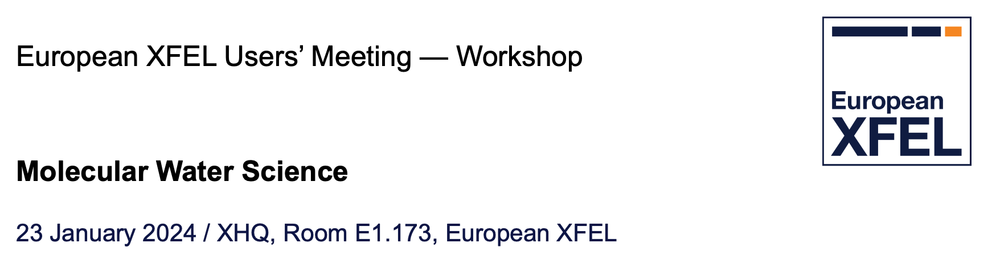 European XFEL Users’ Meeting — Workshop
European
XFEL
Molecular Water Science
23 January 2024 / XHQ, Room E1.173, European XFEL